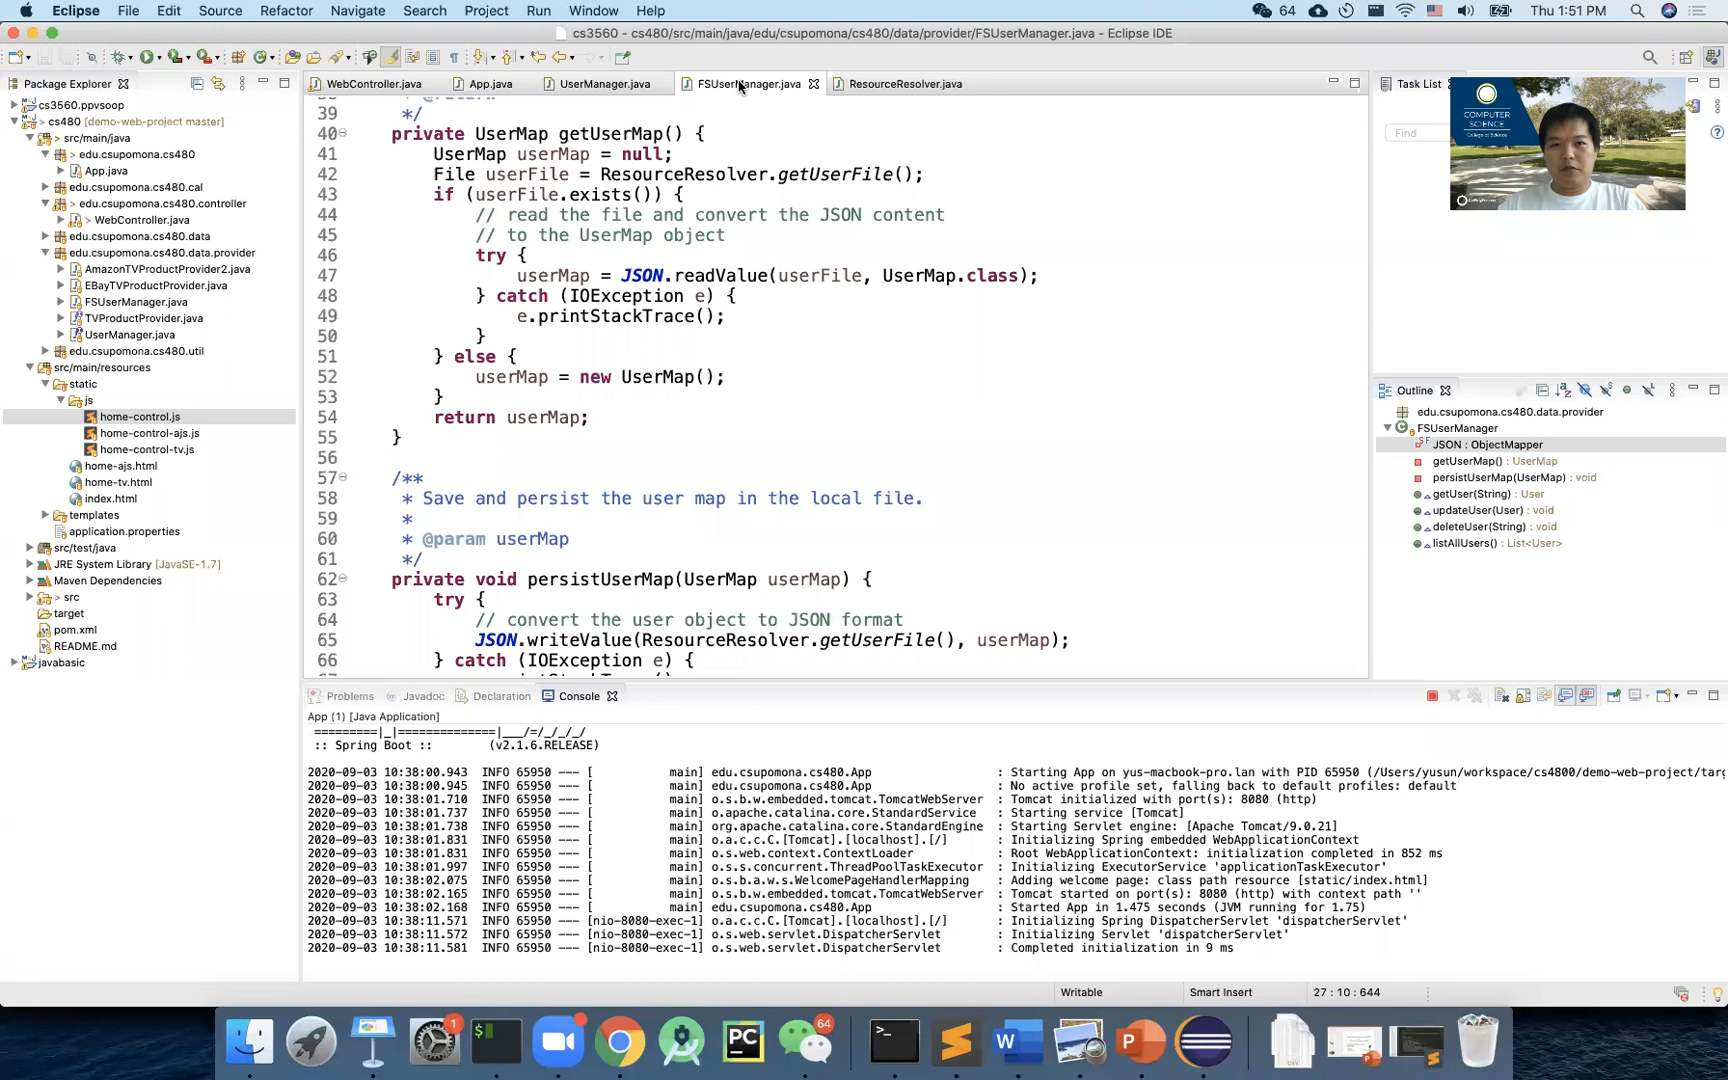 Eclipse File Edit Source Refactor Navigate Search Project Run Window Help 64 Thu 1:51 PM
cs3560 - cs480/src/main/java/edu/csupomona/cs480/data/provider/FSUserManager.java - Eclipse IDE
Package Explorer
WebController.java App.java UserManager.java FSUserManager.java ResourceResolver.java
Task List
Find
COMPUTER
SCIENCE
College of Science
cs3560.ppvsoop
> cs480 [demo-web-project master]
> src/main/java
> edu.csupomona.cs480
App.java
edu.csupomona.cs480.cal
> edu.csupomona.cs480.controller
> WebController.java
edu.csupomona.cs480.data
edu.csupomona.cs480.data.provider
AmazonTVProductProvider2.java
EBayTVProductProvider.java
FSUserManager.java
TVProductProvider.java
UserManager.java
edu.csupomona.cs480.util
src/main/resources
static
js
home-control.js
home-control-ajs.js
home-control-tv.js
home-ajs.html
home-tv.html
index.html
templates
application.properties
src/test/java
JRE System Library [JavaSE-1.7]
Maven Dependencies
> src
target
pom.xml
README.md
javabasic
39 */
40 private UserMap getUserMap() {
41 UserMap userMap = null;
42 File userFile = ResourceResolver.getUserFile();
43 if (userFile.exists()) {
44 // read the file and convert the JSON content
45 // to the UserMap object
46 try {
47 userMap = JSON.readValue(userFile, UserMap.class);
48 } catch (IOException e) {
49 e.printStackTrace();
50 }
51 } else {
52 userMap = new UserMap();
53 }
54 return userMap;
55 }
56
57 /**
58 * Save and persist the user map in the local file.
59 *
60 * @param userMap
61 */
62 private void persistUserMap(UserMap userMap) {
63 try {
64 // convert the user object to JSON format
65 JSON.writeValue(ResourceResolver.getUserFile(), userMap);
66 } catch (IOException e) {
Outline
edu.csupomona.cs480.data.provider
FSUserManager
JSON : ObjectMapper
getUserMap() : UserMap
persistUserMap(UserMap) : void
getUser(String) : User
updateUser(User) : void
deleteUser(String) : void
listAllUsers() : List<User>
Problems @ Javadoc Declaration Console
App (1) [Java Application]
=========|_|==============|___/=/_/_/_/
:: Spring Boot :: (v2.1.6.RELEASE)
2020-09-03 10:38:00.943 INFO 65950 --- [ main] edu.csupomona.cs480.App : Starting App on yus-macbook-pro.lan with PID 65950 (/Users/yusun/workspace/cs4800/demo-web-project/targ
2020-09-03 10:38:00.945 INFO 65950 --- [ main] edu.csupomona.cs480.App : No active profile set, falling back to default profiles: default
2020-09-03 10:38:01.710 INFO 65950 --- [ main] o.s.b.w.embedded.tomcat.TomcatWebServer : Tomcat initialized with port(s): 8080 (http)
2020-09-03 10:38:01.737 INFO 65950 --- [ main] o.apache.catalina.core.StandardService : Starting service [Tomcat]
2020-09-03 10:38:01.738 INFO 65950 --- [ main] org.apache.catalina.core.StandardEngine : Starting Servlet engine: [Apache Tomcat/9.0.21]
2020-09-03 10:38:01.831 INFO 65950 --- [ main] o.a.c.c.C.[Tomcat].[localhost].[/] : Initializing Spring embedded WebApplicationContext
2020-09-03 10:38:01.831 INFO 65950 --- [ main] o.s.web.context.ContextLoader : Root WebApplicationContext: initialization completed in 852 ms
2020-09-03 10:38:01.997 INFO 65950 --- [ main] o.s.s.concurrent.ThreadPoolTaskExecutor : Initializing ExecutorService 'applicationTaskExecutor'
2020-09-03 10:38:02.075 INFO 65950 --- [ main] o.s.b.a.w.s.WelcomePageHandlerMapping : Adding welcome page: class path resource [static/index.html]
2020-09-03 10:38:02.165 INFO 65950 --- [ main] o.s.b.w.embedded.tomcat.TomcatWebServer : Tomcat started on port(s): 8080 (http) with context path ''
2020-09-03 10:38:02.168 INFO 65950 --- [ main] edu.csupomona.cs480.App : Started App in 1.475 seconds (JVM running for 1.75)
2020-09-03 10:38:11.571 INFO 65950 --- [nio-8080-exec-1] o.a.c.c.C.[Tomcat].[localhost].[/] : Initializing Spring DispatcherServlet 'dispatcherServlet'
2020-09-03 10:38:11.572 INFO 65950 --- [nio-8080-exec-1] o.s.web.servlet.DispatcherServlet : Initializing Servlet 'dispatcherServlet'
2020-09-03 10:38:11.581 INFO 65950 --- [nio-8080-exec-1] o.s.web.servlet.DispatcherServlet : Completed initialization in 9 ms
Writable Smart Insert 27 : 10 : 644
1 PC 64 W P